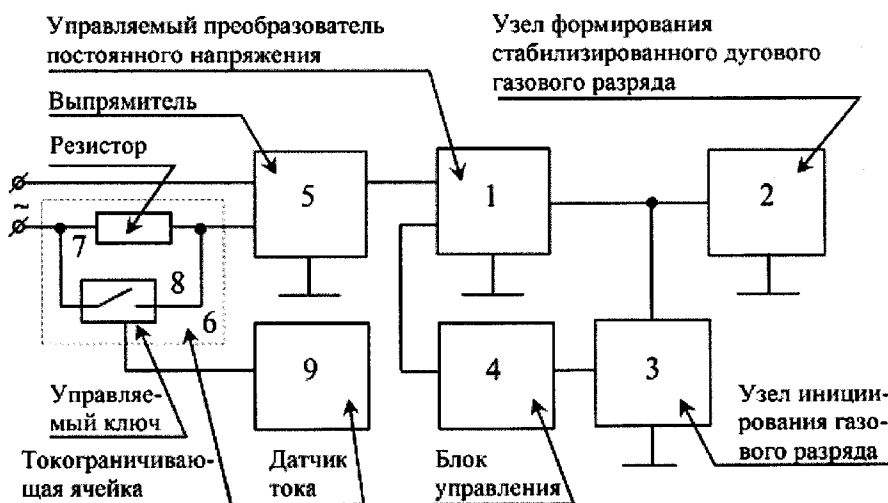 Управляемый преобразователь
постоянного напряжения
Узел формирования
стабилизированного дугового
газового разряда
Выпрямитель
Резистор
~
5
1
2
7
8
6
9
4
3
Управляе-
мый ключ
Токограничиваю-
щая ячейка
Датчик
тока
Блок
управления
Узел иниции-
рования газо-
вого разряда